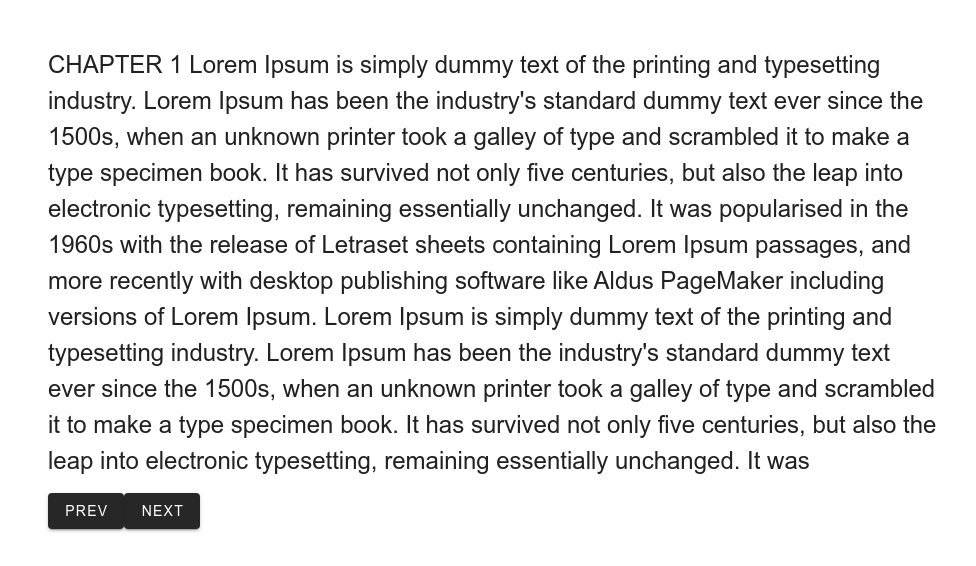 CHAPTER 1 Lorem Ipsum is simply dummy text of the printing and typesetting
industry. Lorem Ipsum has been the industry's standard dummy text ever since the
1500s, when an unknown printer took a galley of type and scrambled it to make a
type specimen book. It has survived not only five centuries, but also the leap into
electronic typesetting, remaining essentially unchanged. It was popularised in the
1960s with the release of Letraset sheets containing Lorem Ipsum passages, and
more recently with desktop publishing software like Aldus PageMaker including
versions of Lorem Ipsum. Lorem Ipsum is simply dummy text of the printing and
typesetting industry. Lorem Ipsum has been the industry's standard dummy text
ever since the 1500s, when an unknown printer took a galley of type and scrambled
it to make a type specimen book. It has survived not only five centuries, but also the
leap into electronic typesetting, remaining essentially unchanged. It was
PREV NEXT